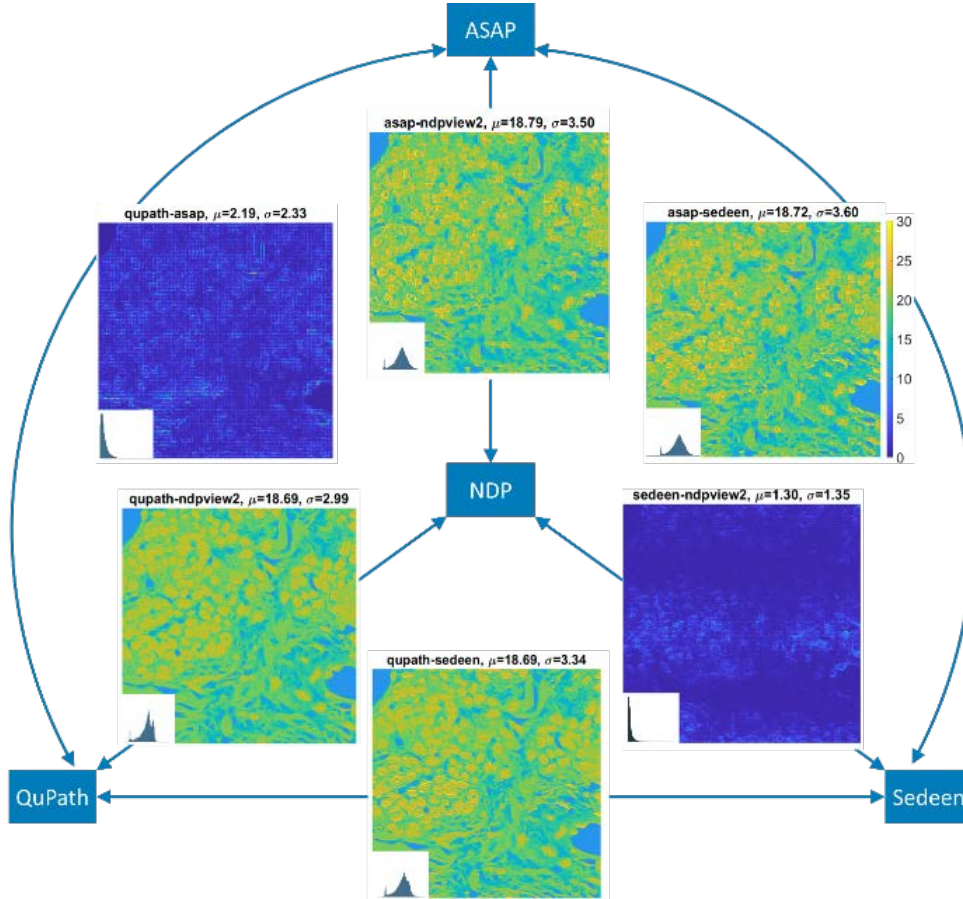 ASAP
asap-ndpview2, μ=18.79, σ=3.50
qupath-asap, μ=2.19, σ=2.33
asap-sedeen, μ=18.72, σ=3.60
30
25
20
15
10
5
0
NDP
qupath-ndpview2, μ=18.69, σ=2.99
sedeen-ndpview2, μ=1.30, σ=1.35
qupath-sedeen, μ=18.69, σ=3.34
QuPath
Sedeen